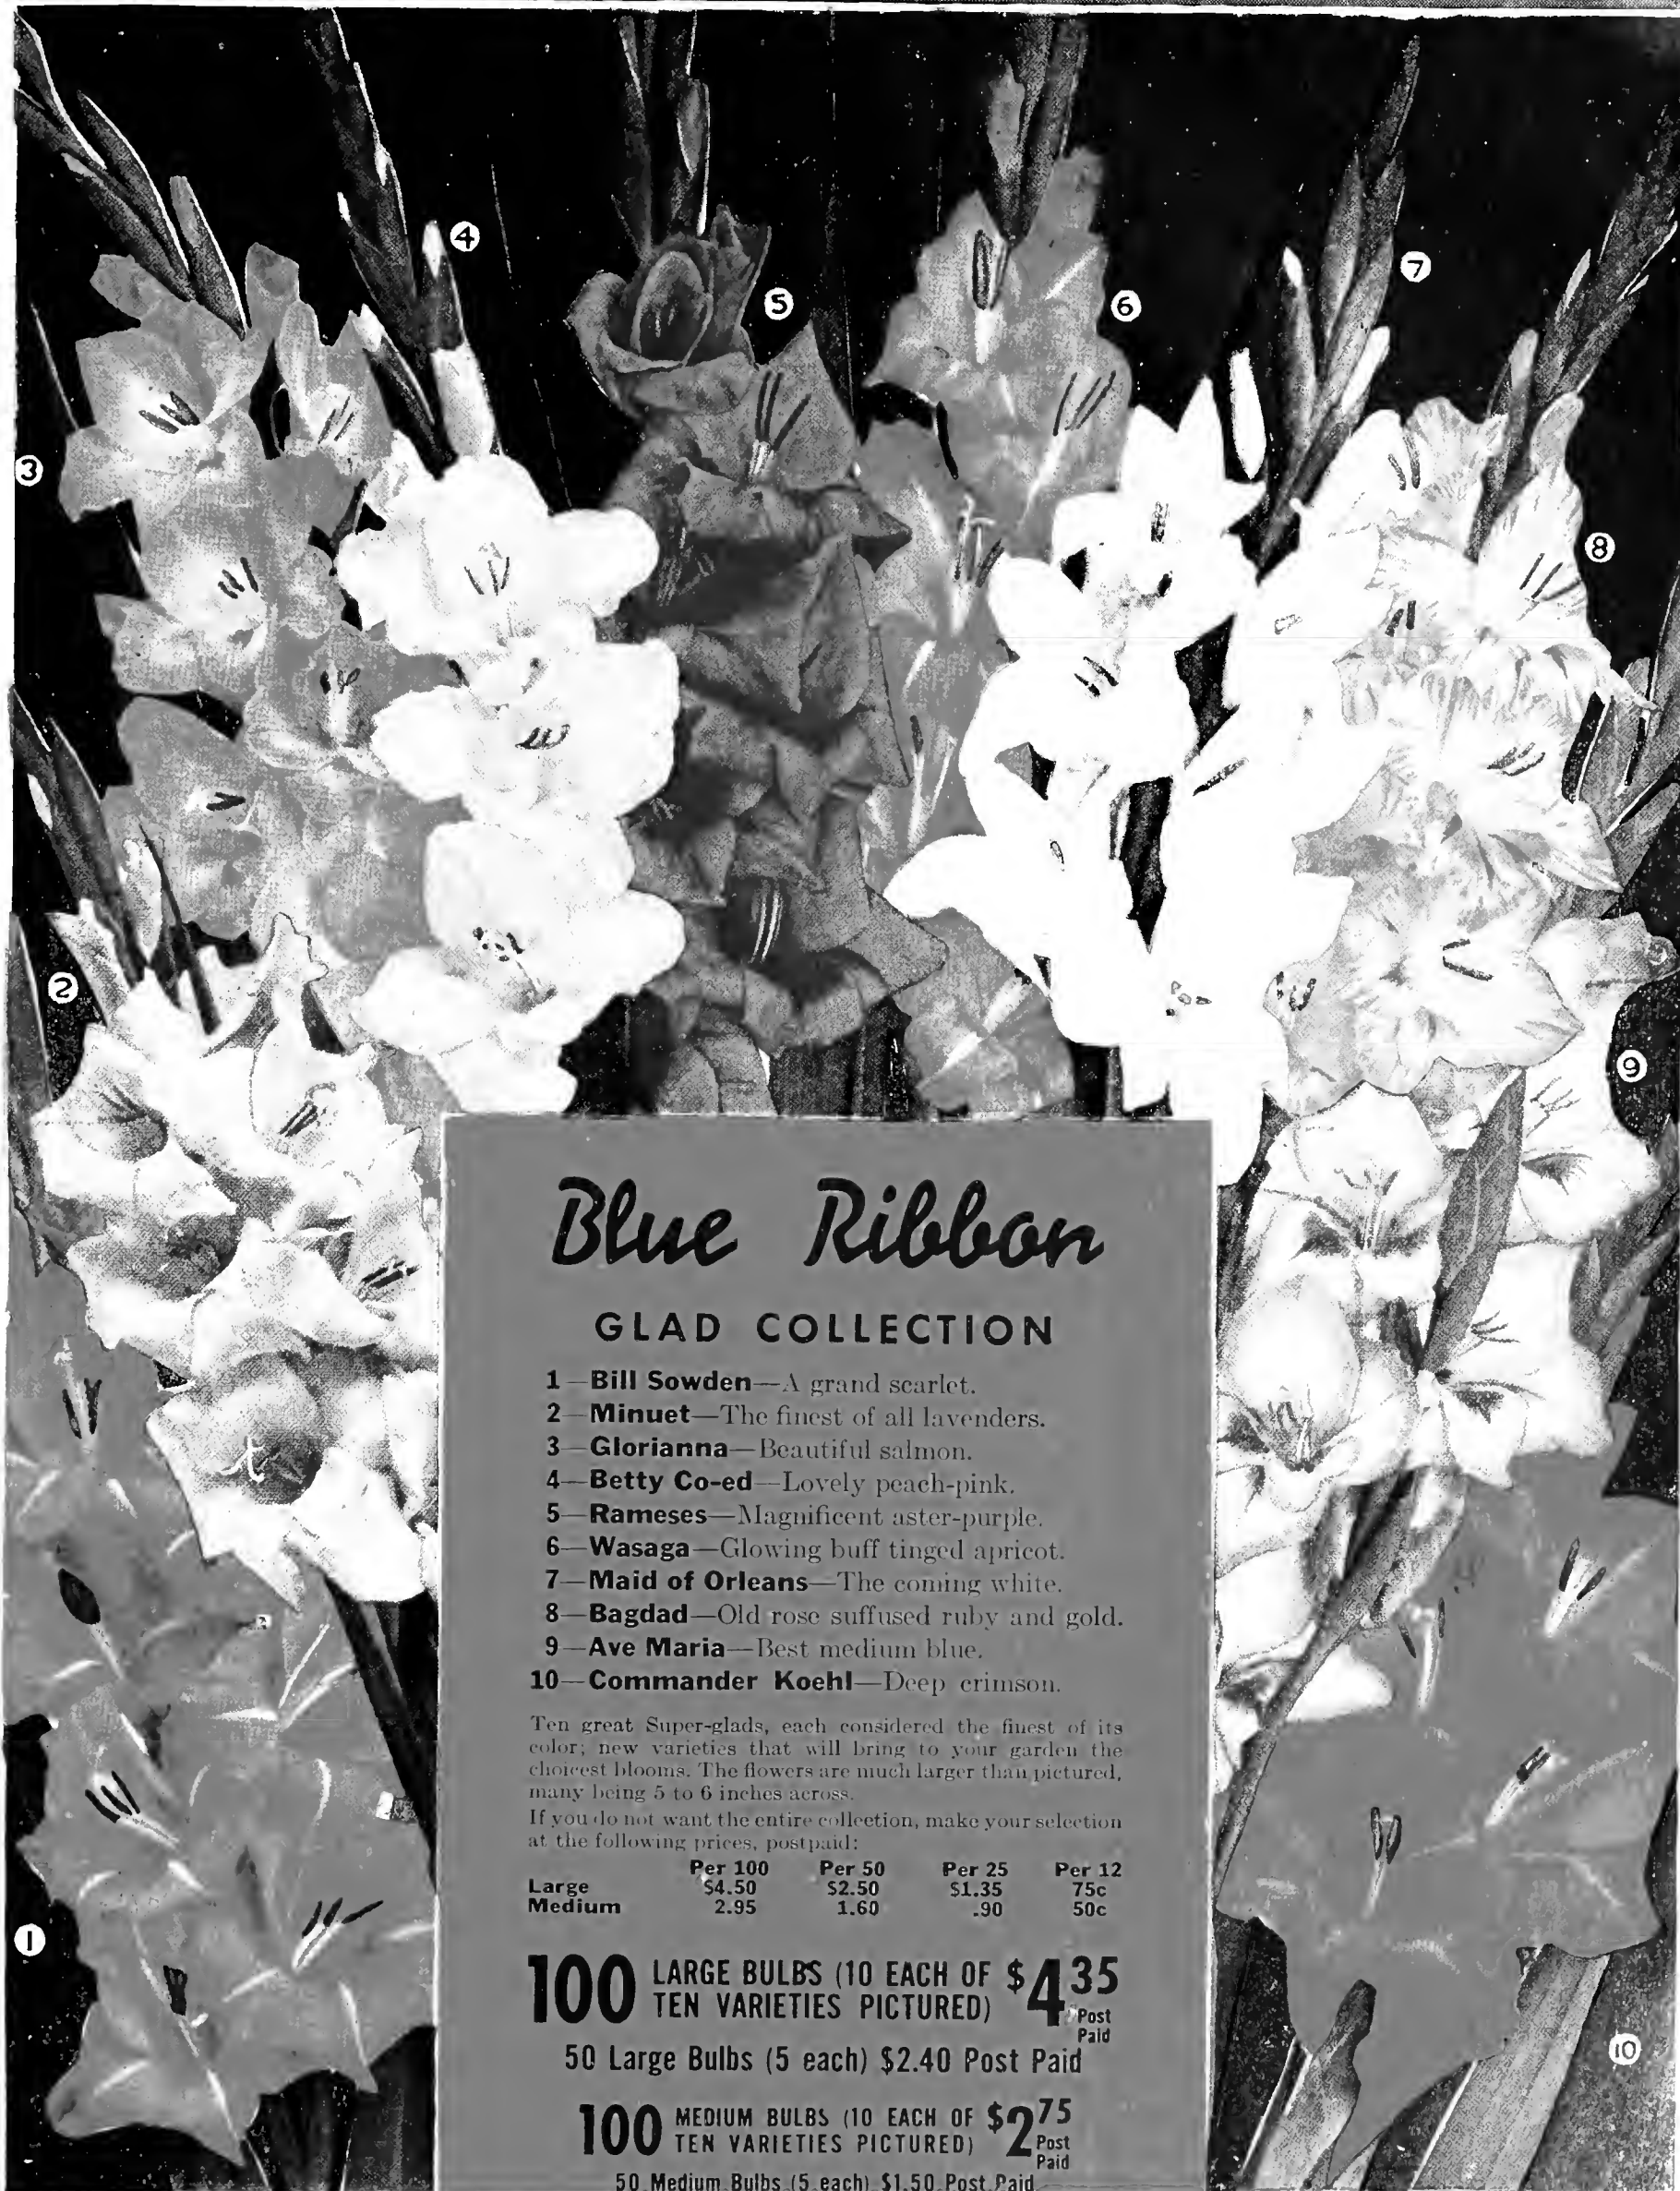 4
5
6
7
3
8
2
9
Blue Ribbon
GLAD COLLECTION
1—Bill Sowden—A grand scarlet.
2—Minuet—The finest of all lavenders.
3—Glorianna—Beautiful salmon.
4—Betty Co-ed—Lovely peach-pink.
5—Rameses—Magnificent aster-purple.
6—Wasaga—Glowing buff tinged apricot.
7—Maid of Orleans—The coming white.
8—Bagdad—Old rose suffused ruby and gold.
9—Ave Maria—Best medium blue.
10—Commander Koehl—Deep crimson.
Ten great Super-glads, each considered the finest of its
color; new varieties that will bring to your garden the
choicest blooms. The flowers are much larger than pictured,
many being 5 to 6 inches across.
If you do not want the entire collection, make your selection
at the following prices, postpaid:
Per 100 Per 50 Per 25 Per 12
Large $4.50 $2.50 $1.35 75c
Medium 2.95 1.60 .90 50c
1
100 LARGE BULBS (10 EACH OF
TEN VARIETIES PICTURED) $4.35
Post
Paid
50 Large Bulbs (5 each) $2.40 Post Paid
10
100 MEDIUM BULBS (10 EACH OF
TEN VARIETIES PICTURED) $2.75
Post
Paid
50 Medium Bulbs (5 each) $1.50 Post Paid